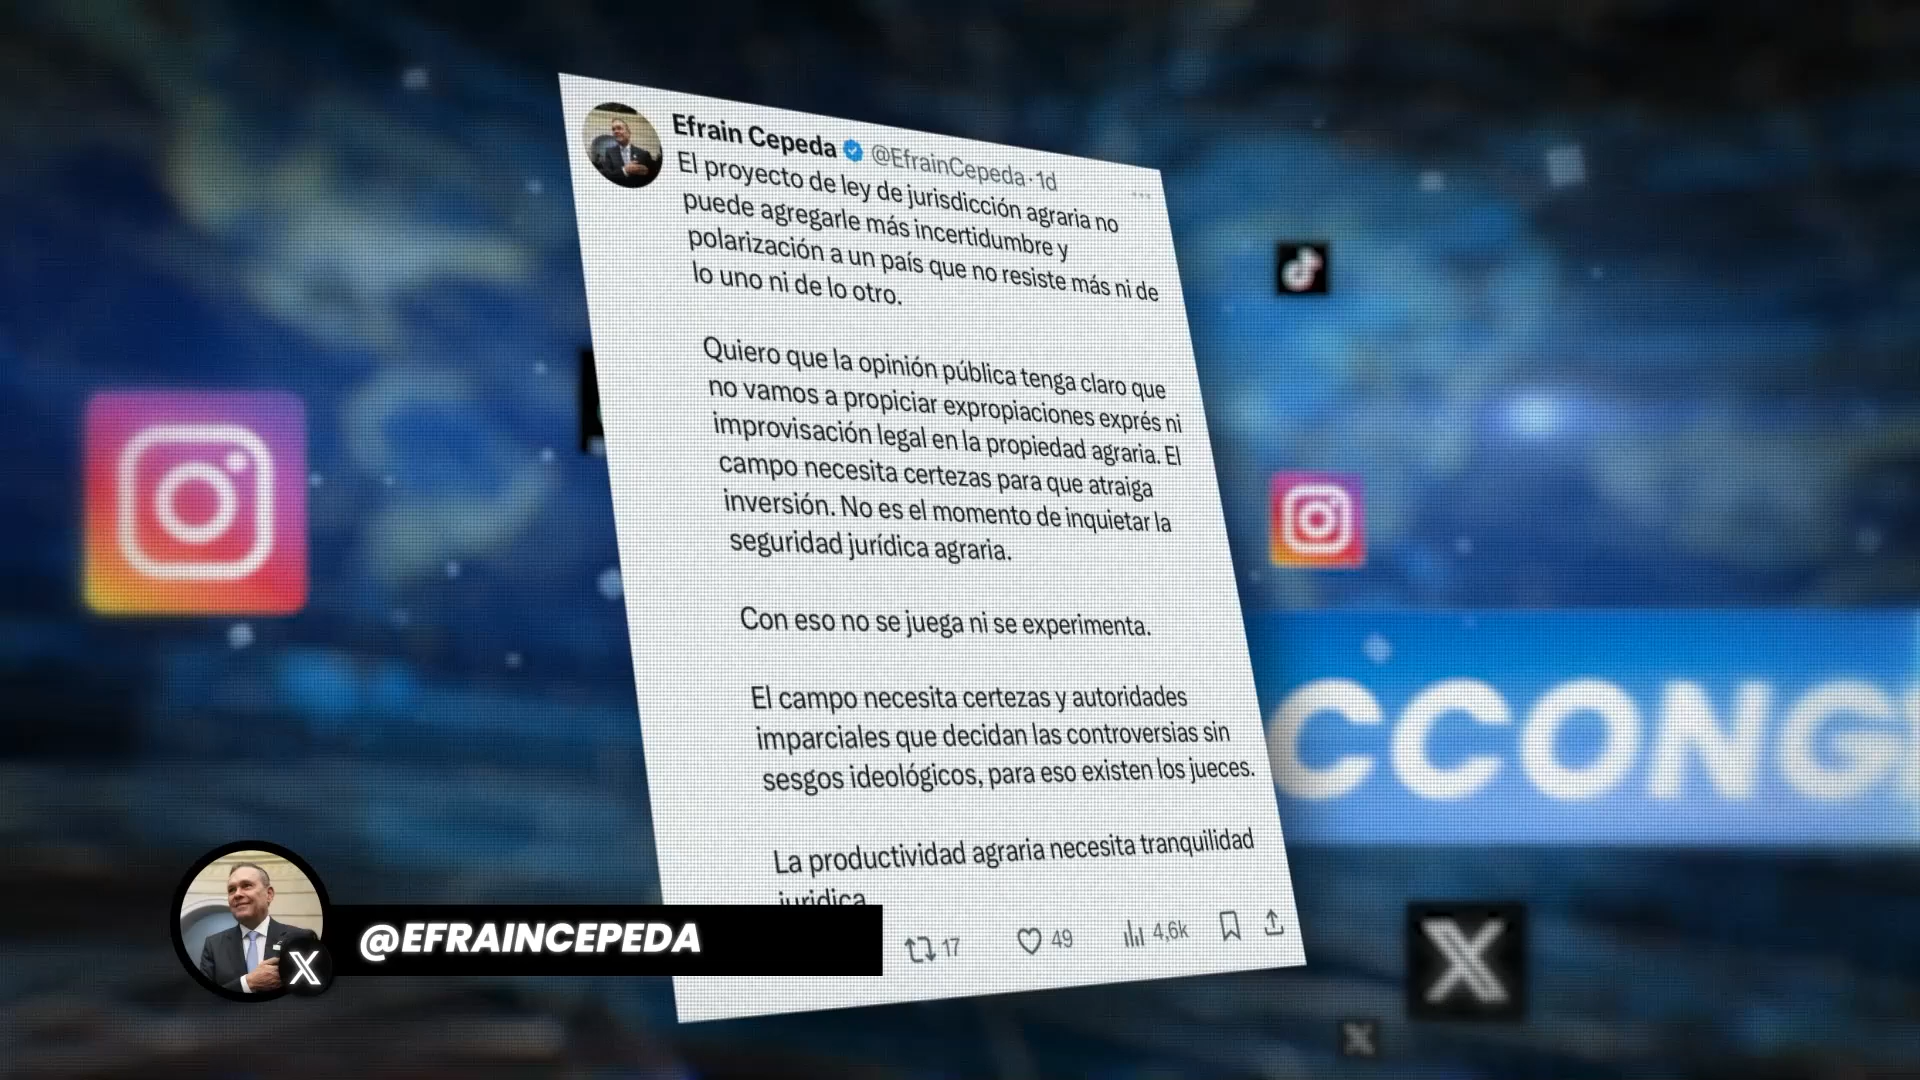 Efrain Cepeda @EfrainCepeda · 1d
El proyecto de ley de jurisdicción agraria no
puede agregarle más incertidumbre y
polarización a un país que no resiste más ni de
lo uno ni de lo otro.
Quiero que la opinión pública tenga claro que
no vamos a propiciar expropiaciones exprés ni
improvisación legal en la propiedad agraria. El
campo necesita certezas para que atraiga
inversión. No es el momento de inquietar la
seguridad jurídica agraria.
Con eso no se juega ni se experimenta.
El campo necesita certezas y autoridades
imparciales que decidan las controversias sin
sesgos ideológicos, para eso existen los jueces.
La productividad agraria necesita tranquilidad
juridica
17 49 4,6k
@EFRAINCEPEDA
CCONG